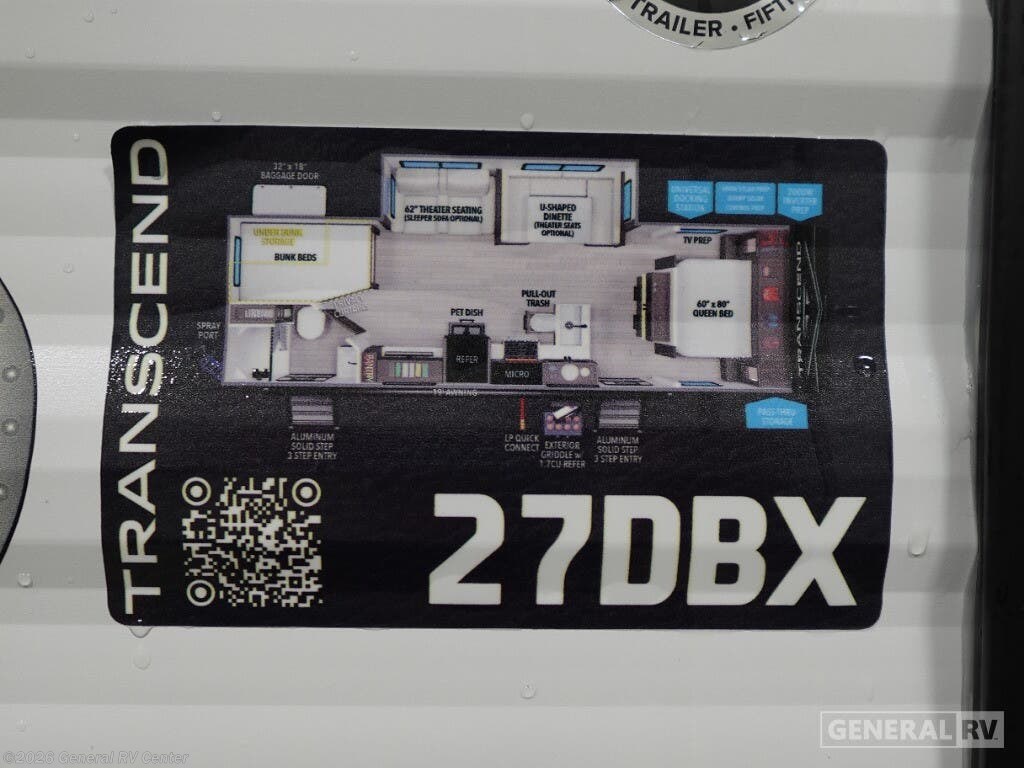 TRAILER • FIFTH
TRANSCEND
32" x 18"
BAGGAGE DOOR
62" THEATER SEATING
(SLEEPER SOFA OPTIONAL)
U-SHAPED
DINETTE
(THEATER SEATS
OPTIONAL)
UNIVERSAL
DOCKING
STATION
2000W
INVERTER
PREP
UNDER BUNK
STORAGE
BUNK BEDS
TV PREP
60" x 80"
QUEEN BED
TRANSCEND
PULL-OUT
TRASH
PET DISH
SPRAY
PORT
LINEN
PANTRY
REFER
MICRO
19' AWNING
PASS-THRU
STORAGE
ALUMINUM
SOLID STEP
3 STEP ENTRY
LP QUICK
CONNECT
EXTERIOR
GRIDDLE w/
1.7CU REFER
ALUMINUM
SOLID STEP
3 STEP ENTRY
27DBX
GENERAL RV
©2026 General RV Center